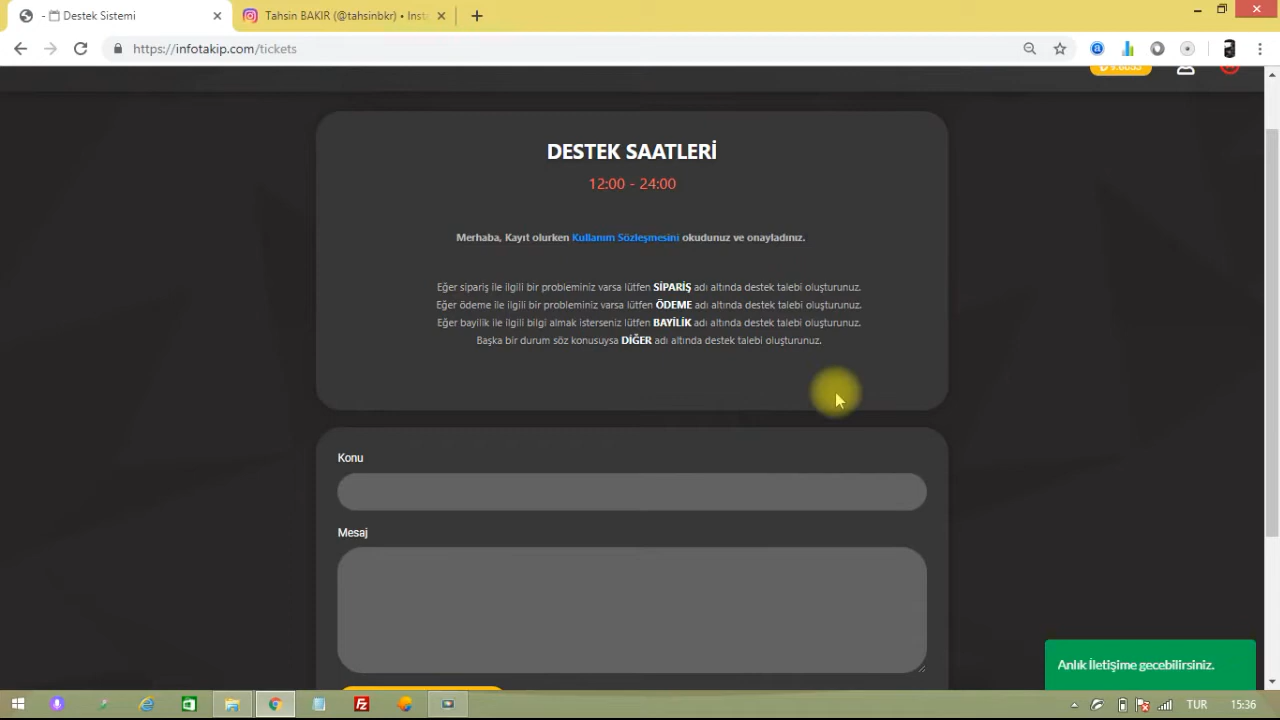 Destek Sistemi
Tahsin BAKIR (@tahsinbkr) • Inst
https://infotakip.com/tickets
DESTEK SAATLERİ
12:00 - 24:00
Merhaba, Kayıt olurken Kullanım Sözleşmesini okudunuz ve onayladınız.
Eğer sipariş ile ilgili bir probleminiz varsa lütfen SİPARİŞ adı altında destek talebi oluşturunuz.
Eğer ödeme ile ilgili bir probleminiz varsa lütfen ÖDEME adı altında destek talebi oluşturunuz.
Eğer bayilik ile ilgili bilgi almak isterseniz lütfen BAYİLİK adı altında destek talebi oluşturunuz.
Başka bir durum söz konusuysa DİĞER adı altında destek talebi oluşturunuz.
Konu
Mesaj
Anlık İletişime gecebilirsiniz.
TUR
15:36